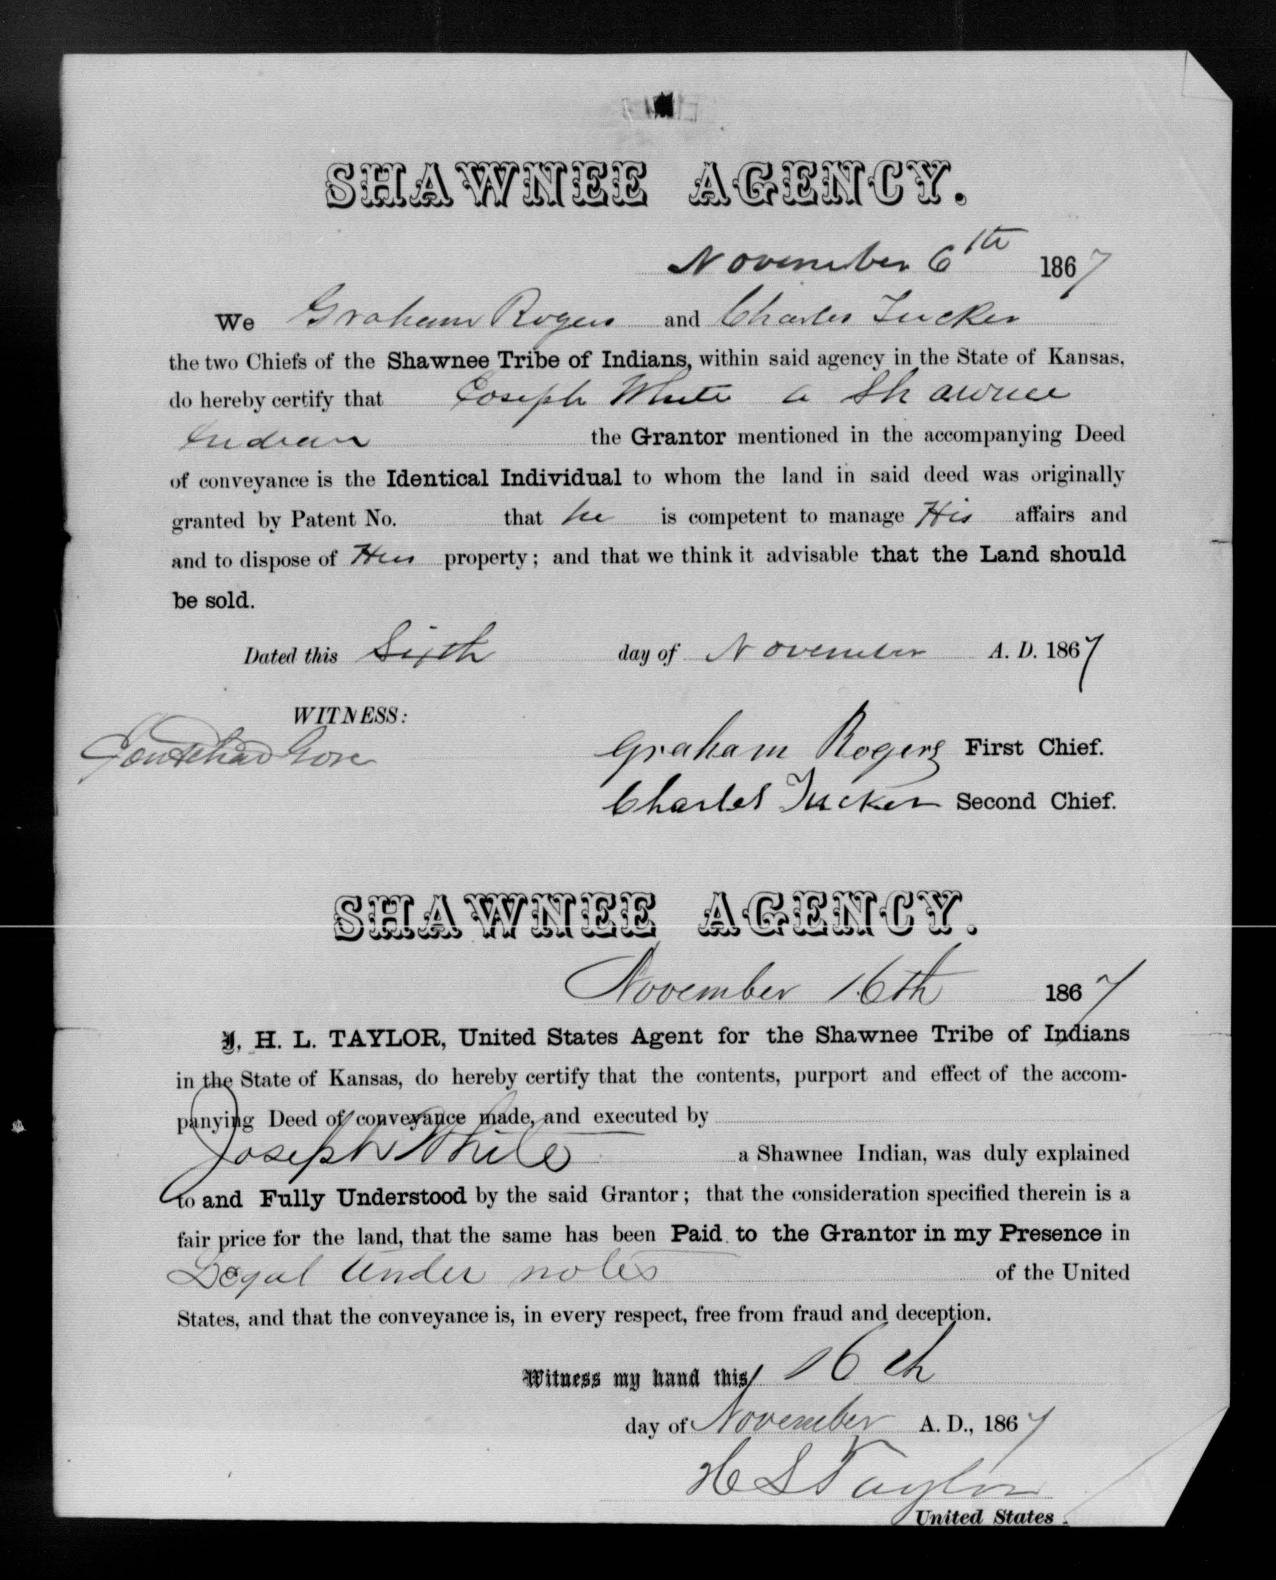 SHAWNEE AGENCY.
November 6th 1867
We Graham Rogers and Charles Tucker
the two Chiefs of the Shawnee Tribe of Indians, within said agency in the State of Kansas,
do hereby certify that Joseph White a Shawnee
Indian the Grantor mentioned in the accompanying Deed
of conveyance is the Identical Individual to whom the land in said deed was originally
granted by Patent No. that he is competent to manage His affairs and
and to dispose of His property; and that we think it advisable that the Land should
be sold.
Dated this Sixth day of November A. D. 1867
WITNESS:
Gore Graham Rogers First Chief.
Charles Tucker Second Chief.
SHAWNEE AGENCY.
November 16th 1867
I, H. L. TAYLOR, United States Agent for the Shawnee Tribe of Indians
in the State of Kansas, do hereby certify that the contents, purport and effect of the accom-
panying Deed of conveyance made, and executed by
Joseph White a Shawnee Indian, was duly explained
to and Fully Understood by the said Grantor; that the consideration specified therein is a
fair price for the land, that the same has been Paid to the Grantor in my Presence in
Legal tender notes of the United
States, and that the conveyance is, in every respect, free from fraud and deception.
Witness my hand this 16th
day of November A. D., 1867
H L Taylor
United States